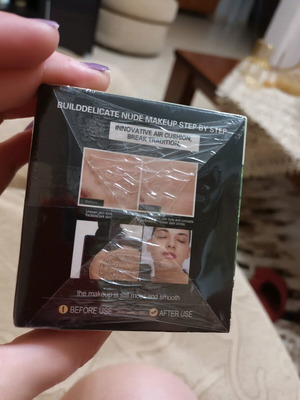 BUILDDELICATE NUDE MAKEUP STEP BY STEP
INNOVATIVE AIR CUSHION,
BREAK TRADITION
the makeup is still moist and smooth
BEFORE USE
AFTER USE